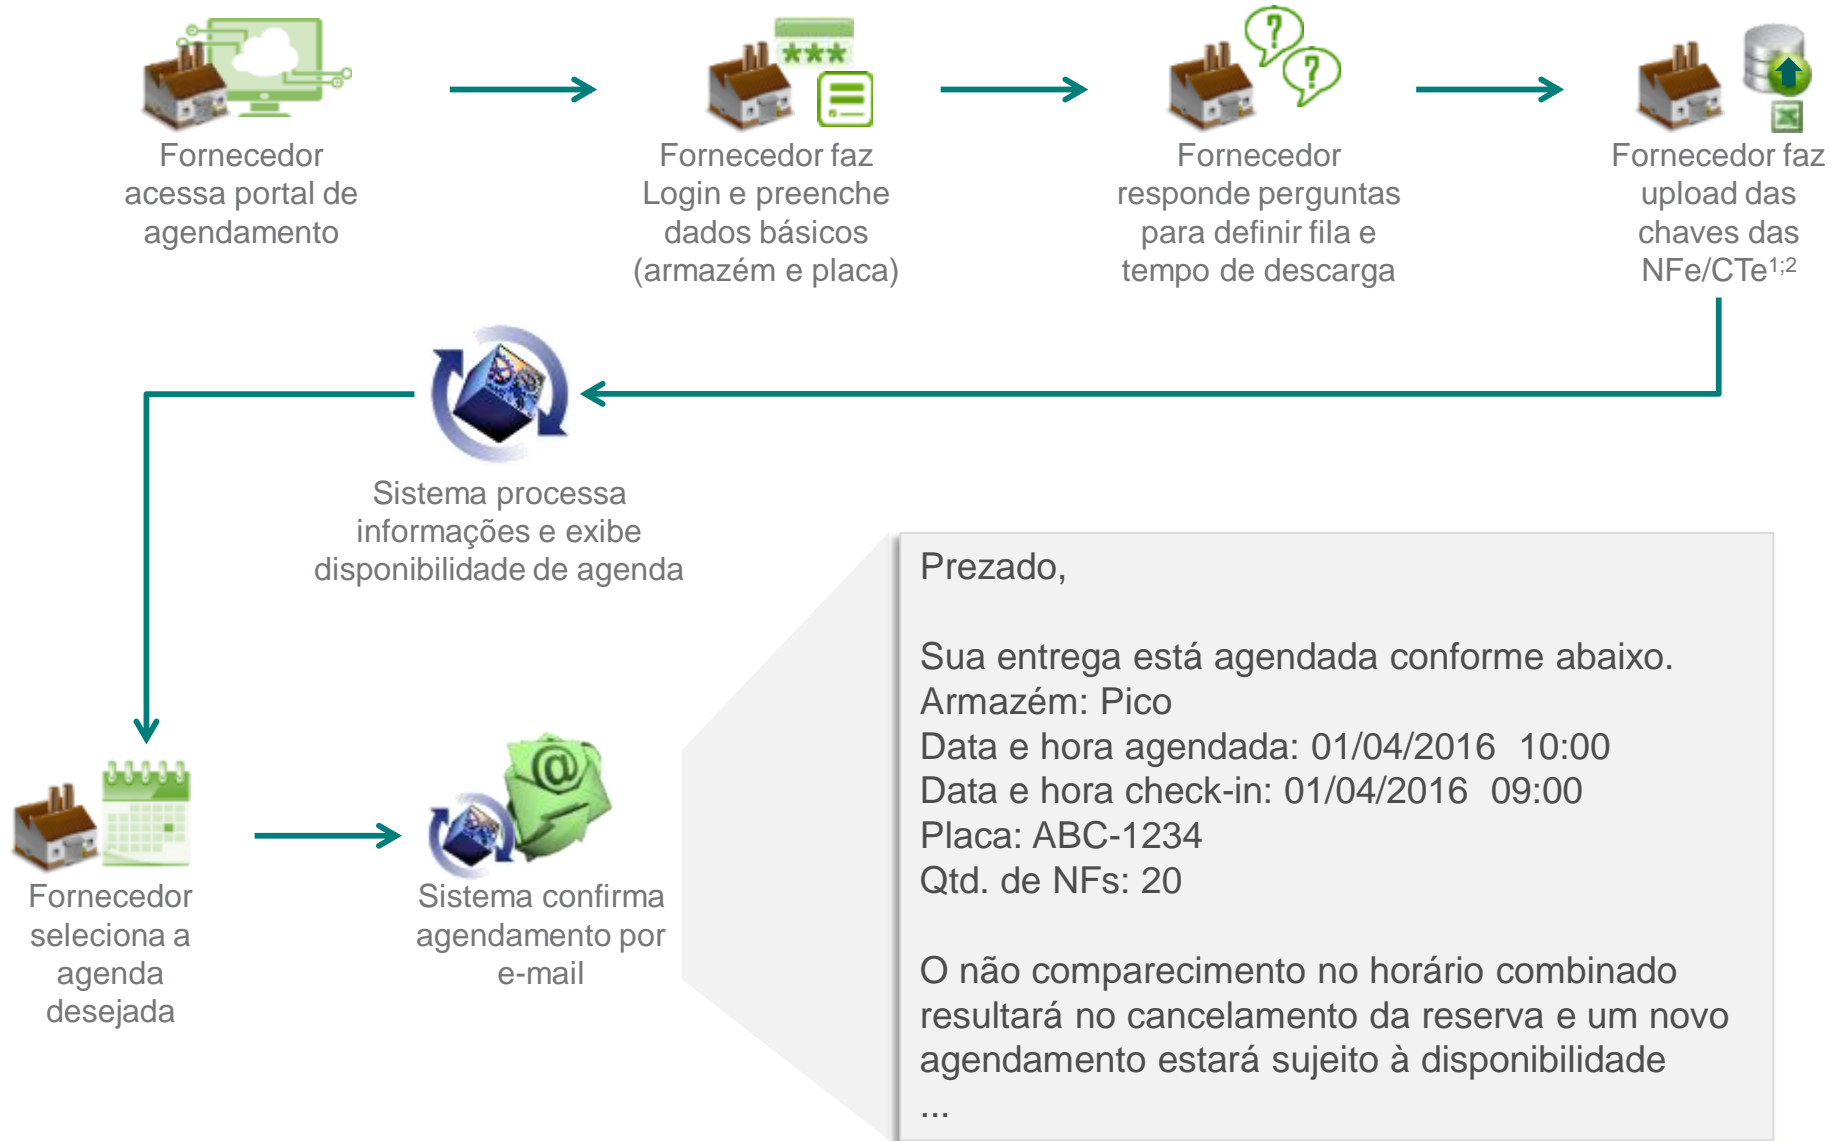 Fornecedor
acessa portal de
agendamento
***
Fornecedor faz
Login e preenche
dados básicos
(armazém e placa)
?
?
Fornecedor
responde perguntas
para definir fila e
tempo de descarga
Fornecedor faz
upload das
chaves das
NFe/CTe1;2
Sistema processa
informações e exibe
disponibilidade de agenda
Fornecedor
seleciona a
agenda
desejada
@
Sistema confirma
agendamento por
e-mail
Prezado,
Sua entrega está agendada conforme abaixo.
Armazém: Pico
Data e hora agendada: 01/04/2016  10:00
Data e hora check-in: 01/04/2016  09:00
Placa: ABC-1234
Qtd. de NFs: 20
O não comparecimento no horário combinado
resultará no cancelamento da reserva e um novo
agendamento estará sujeito à disponibilidade
...